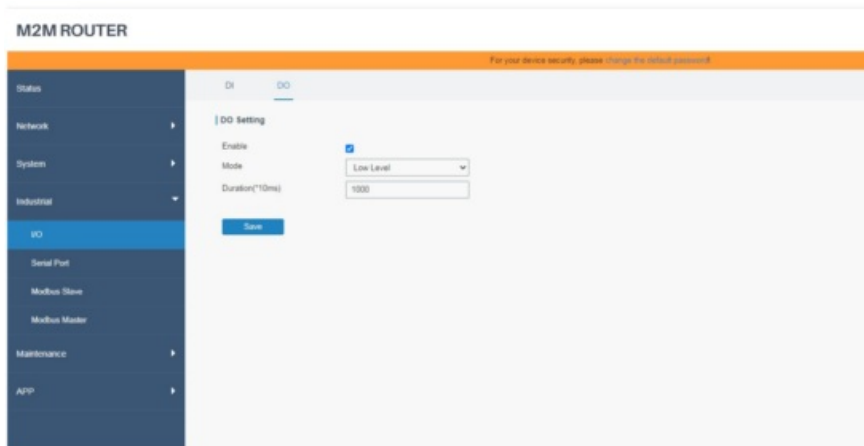 M2M ROUTER
For your device security, please change the default password!
Status
Network
System
Industrial
I/O
Serial Port
Modbus Slave
Modbus Master
Maintenance
APP
DI DO
DO Setting
Enable
Mode Low Level
Duration(*10ms) 1000
Save